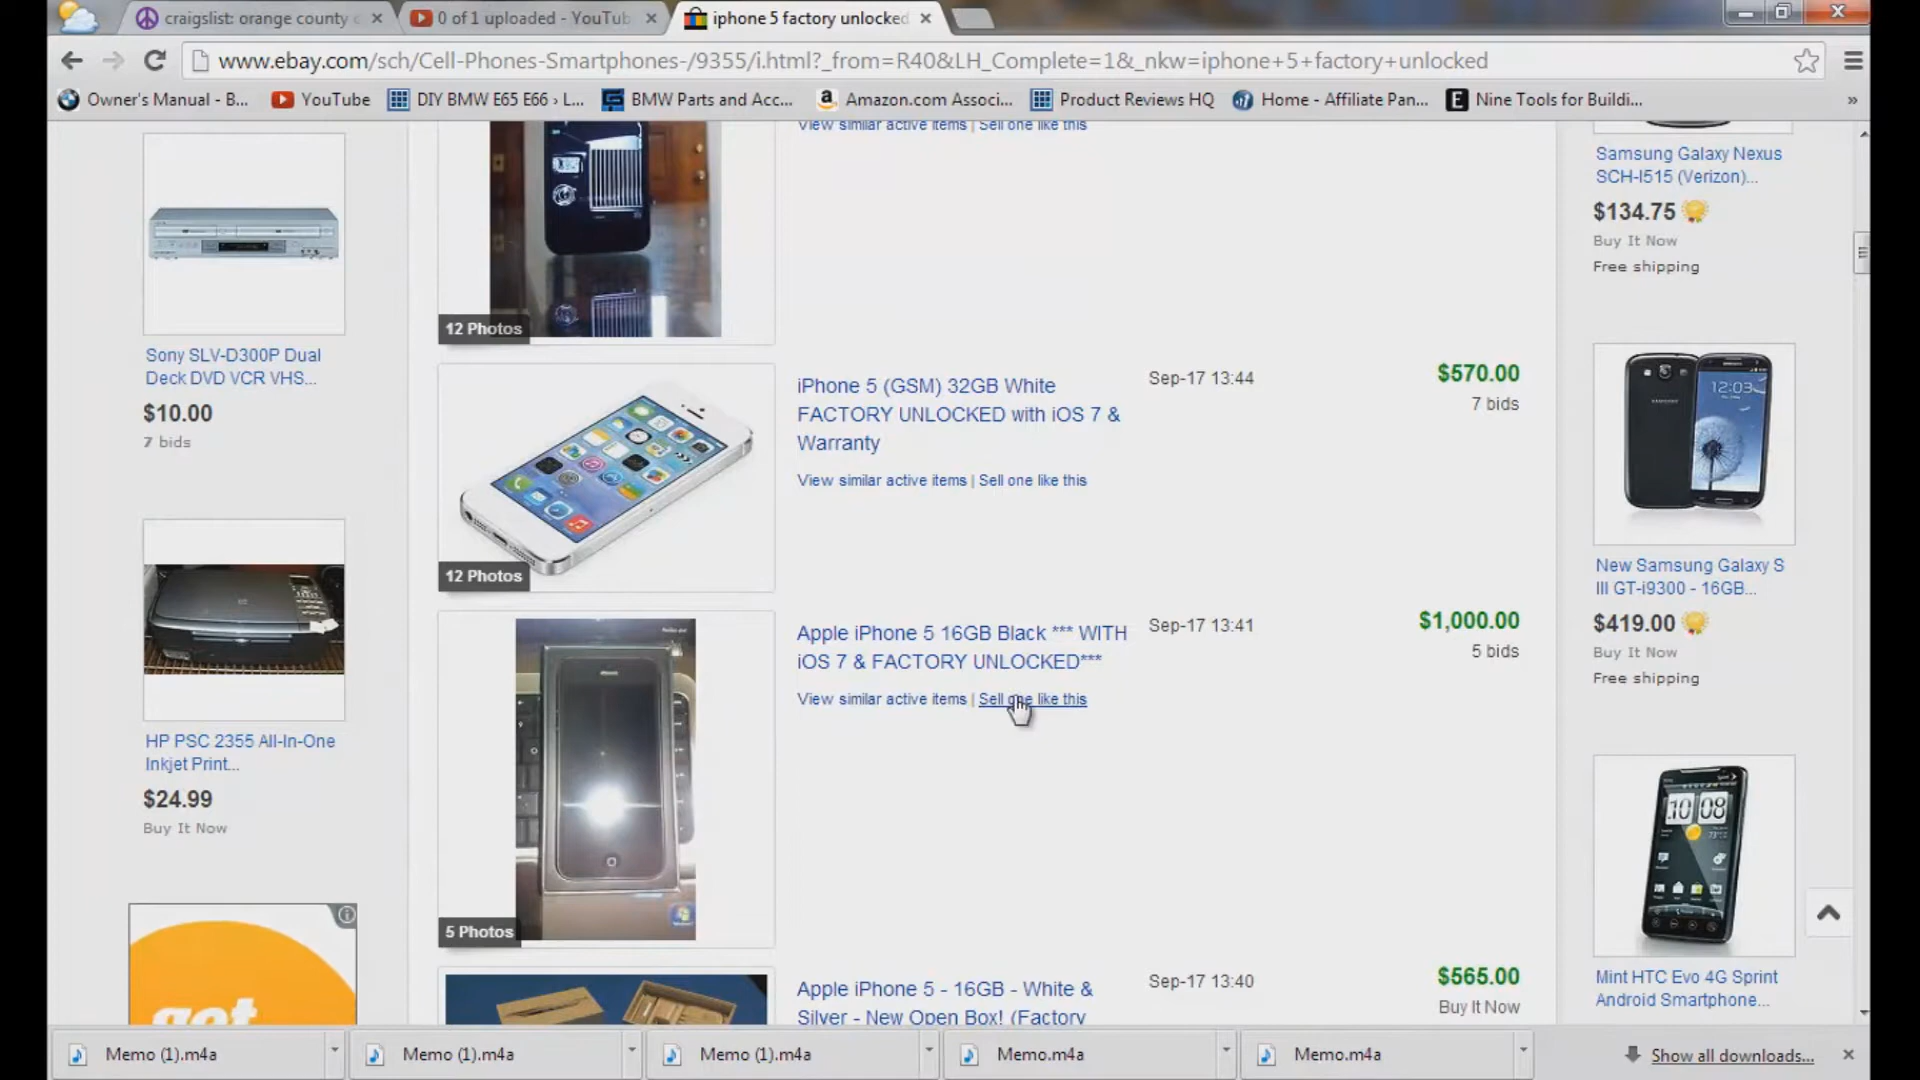 craigslist: orange county c
0 of 1 uploaded - YouTub
iphone 5 factory unlocked
www.ebay.com/sch/Cell-Phones-Smartphones-/9355/i.html?_from=R40&LH_Complete=1&_nkw=iphone+5+factory+unlocked
Owner's Manual - B...
YouTube
DIY BMW E65 E66 › L...
BMW Parts and Acc...
Amazon.com Associ...
Product Reviews HQ
Home - Affiliate Pan...
Nine Tools for Buildi...
»
Sony SLV-D300P Dual
Deck DVD VCR VHS...
$10.00
7 bids
HP PSC 2355 All-In-One
Inkjet Print...
$24.99
Buy It Now
got
View similar active items | Sell one like this
12 Photos
iPhone 5 (GSM) 32GB White
FACTORY UNLOCKED with iOS 7 &
Warranty
View similar active items | Sell one like this
Sep-17 13:44
$570.00
7 bids
12 Photos
Apple iPhone 5 16GB Black *** WITH
iOS 7 & FACTORY UNLOCKED***
View similar active items | Sell one like this
Sep-17 13:41
$1,000.00
5 bids
5 Photos
Apple iPhone 5 - 16GB - White &
Silver - New Open Box! (Factory
Sep-17 13:40
$565.00
Buy It Now
Samsung Galaxy Nexus
SCH-I515 (Verizon)...
$134.75
Buy It Now
Free shipping
12:03
New Samsung Galaxy S
III GT-i9300 - 16GB...
$419.00
Buy It Now
Free shipping
10 08
Mint HTC Evo 4G Sprint
Android Smartphone...
Memo (1).m4a
Memo (1).m4a
Memo (1).m4a
Memo.m4a
Memo.m4a
Show all downloads...